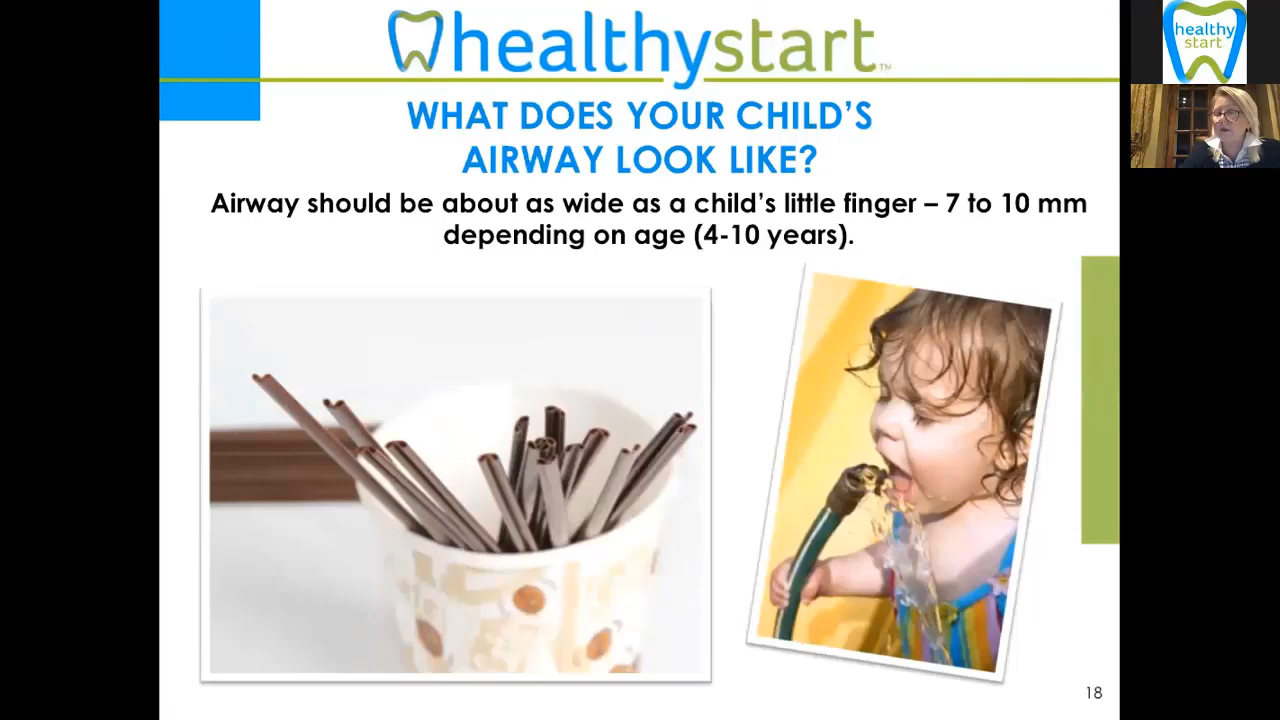 healthystart™
WHAT DOES YOUR CHILD'S
AIRWAY LOOK LIKE?
Airway should be about as wide as a child's little finger – 7 to 10 mm
depending on age (4-10 years).
18
healthy
start